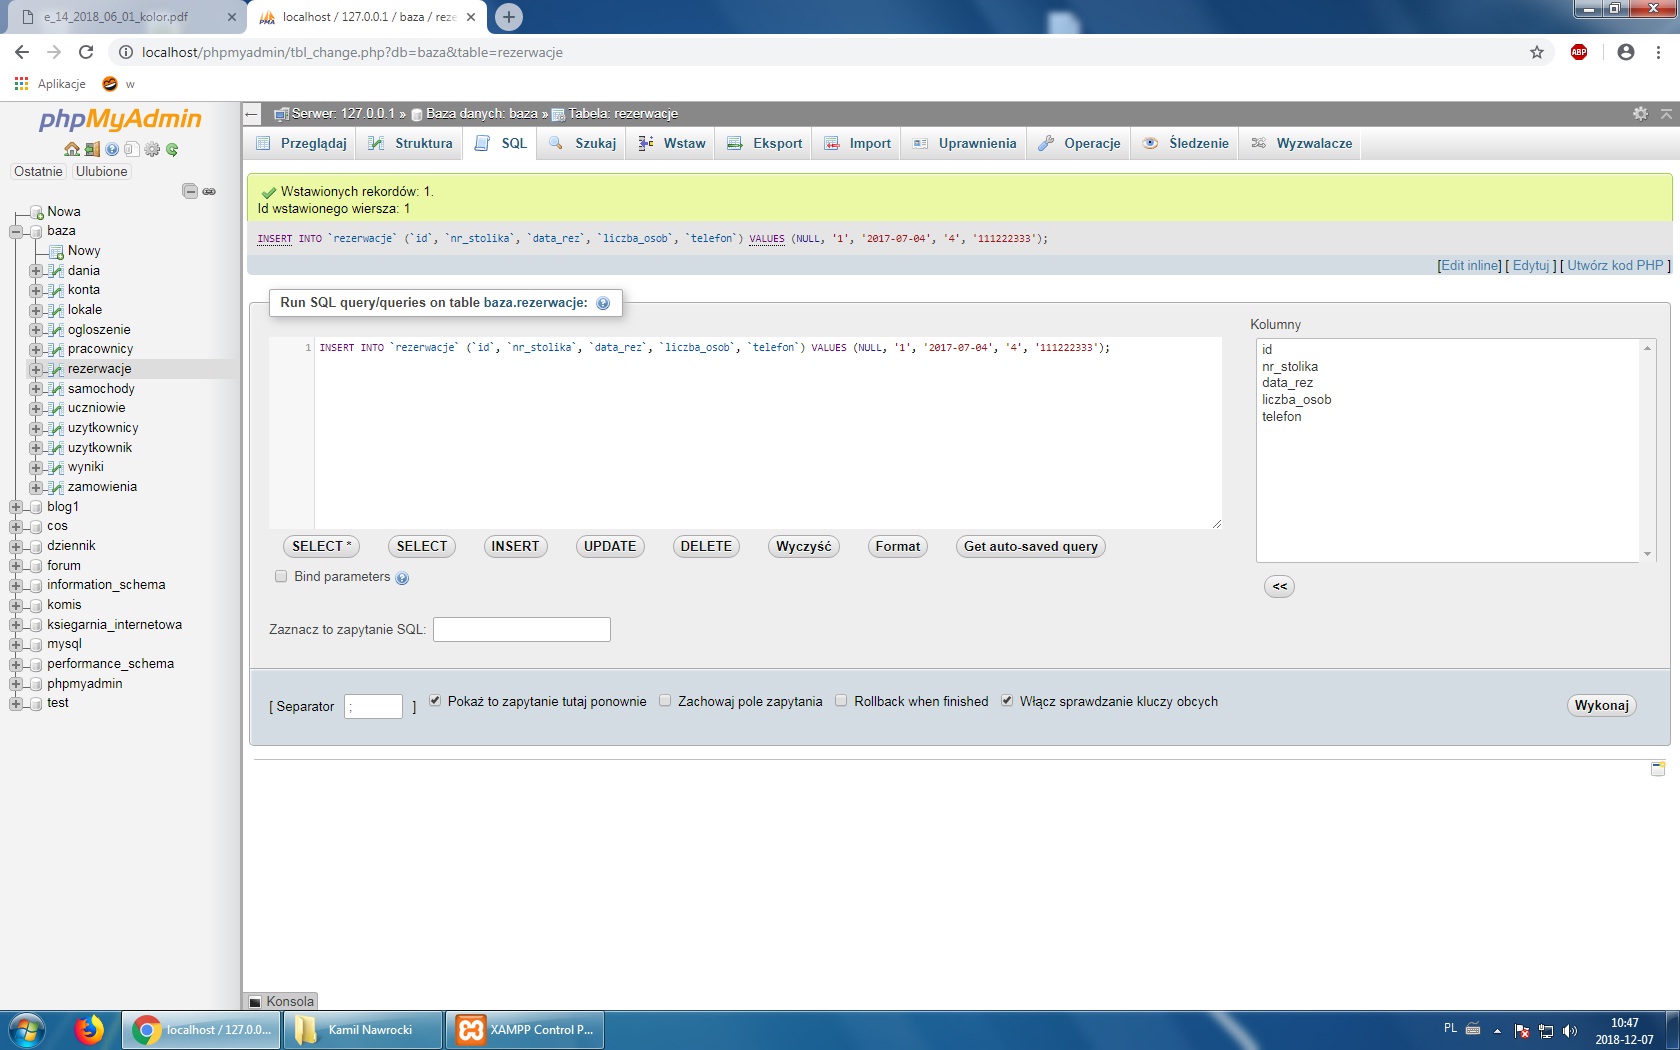 e_14_2018_06_01_kolor.pdf
localhost / 127.0.0.1 / baza / reze
localhost/phpmyadmin/tbl_change.php?db=baza&table=rezerwacje
ABP
Aplikacje
w
phpMyAdmin
Ostatnie Ulubione
Nowa
baza
Nowy
dania
konta
lokale
ogloszenie
pracownicy
rezerwacje
samochody
uczniowie
uzytkownicy
uzytkownik
wyniki
zamowienia
blog1
cos
dziennik
forum
information_schema
komis
ksiegarnia_internetowa
mysql
performance_schema
phpmyadmin
test
Serwer: 127.0.0.1 » Baza danych: baza » Tabela: rezerwacje
Przeglądaj Struktura SQL Szukaj Wstaw Eksport Import Uprawnienia Operacje Śledzenie Wyzwalacze
Wstawionych rekordów: 1.
Id wstawionego wiersza: 1
INSERT INTO `rezerwacje` (`id`, `nr_stolika`, `data_rez`, `liczba_osob`, `telefon`) VALUES (NULL, '1', '2017-07-04', '4', '111222333');
[Edit inline] [ Edytuj ] [ Utwórz kod PHP ]
Run SQL query/queries on table baza.rezerwacje:
1 INSERT INTO `rezerwacje` (`id`, `nr_stolika`, `data_rez`, `liczba_osob`, `telefon`) VALUES (NULL, '1', '2017-07-04', '4', '111222333');
Kolumny
id
nr_stolika
data_rez
liczba_osob
telefon
SELECT * SELECT INSERT UPDATE DELETE Wyczyść Format Get auto-saved query
<<
Bind parameters
Zaznacz to zapytanie SQL:
[ Separator ; ] Pokaż to zapytanie tutaj ponownie Zachowaj pole zapytania Rollback when finished Włącz sprawdzanie kluczy obcych
Wykonaj
Konsola
localhost / 127.0.0...
Kamil Nawrocki
XAMPP Control P...
PL
10:47
2018-12-07